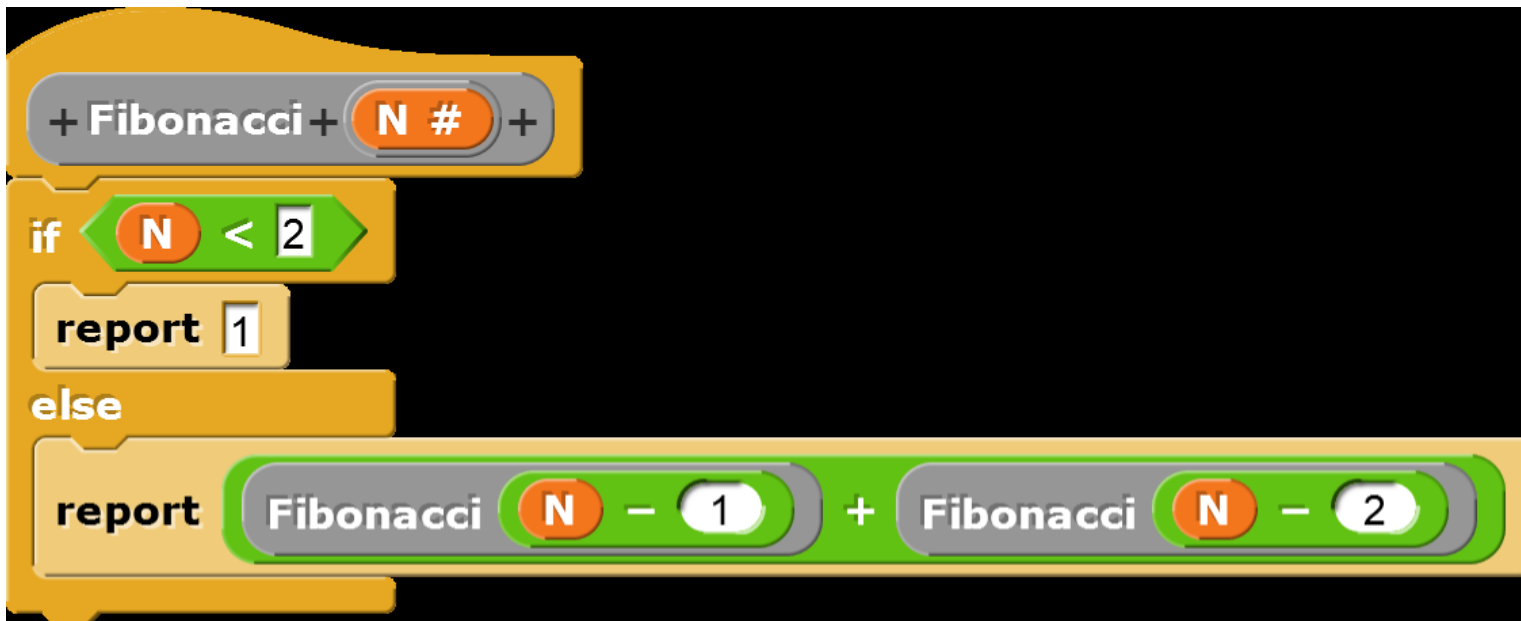 + Fibonacci + N # +
if N < 2
report 1
else
report Fibonacci N − 1 + Fibonacci N − 2